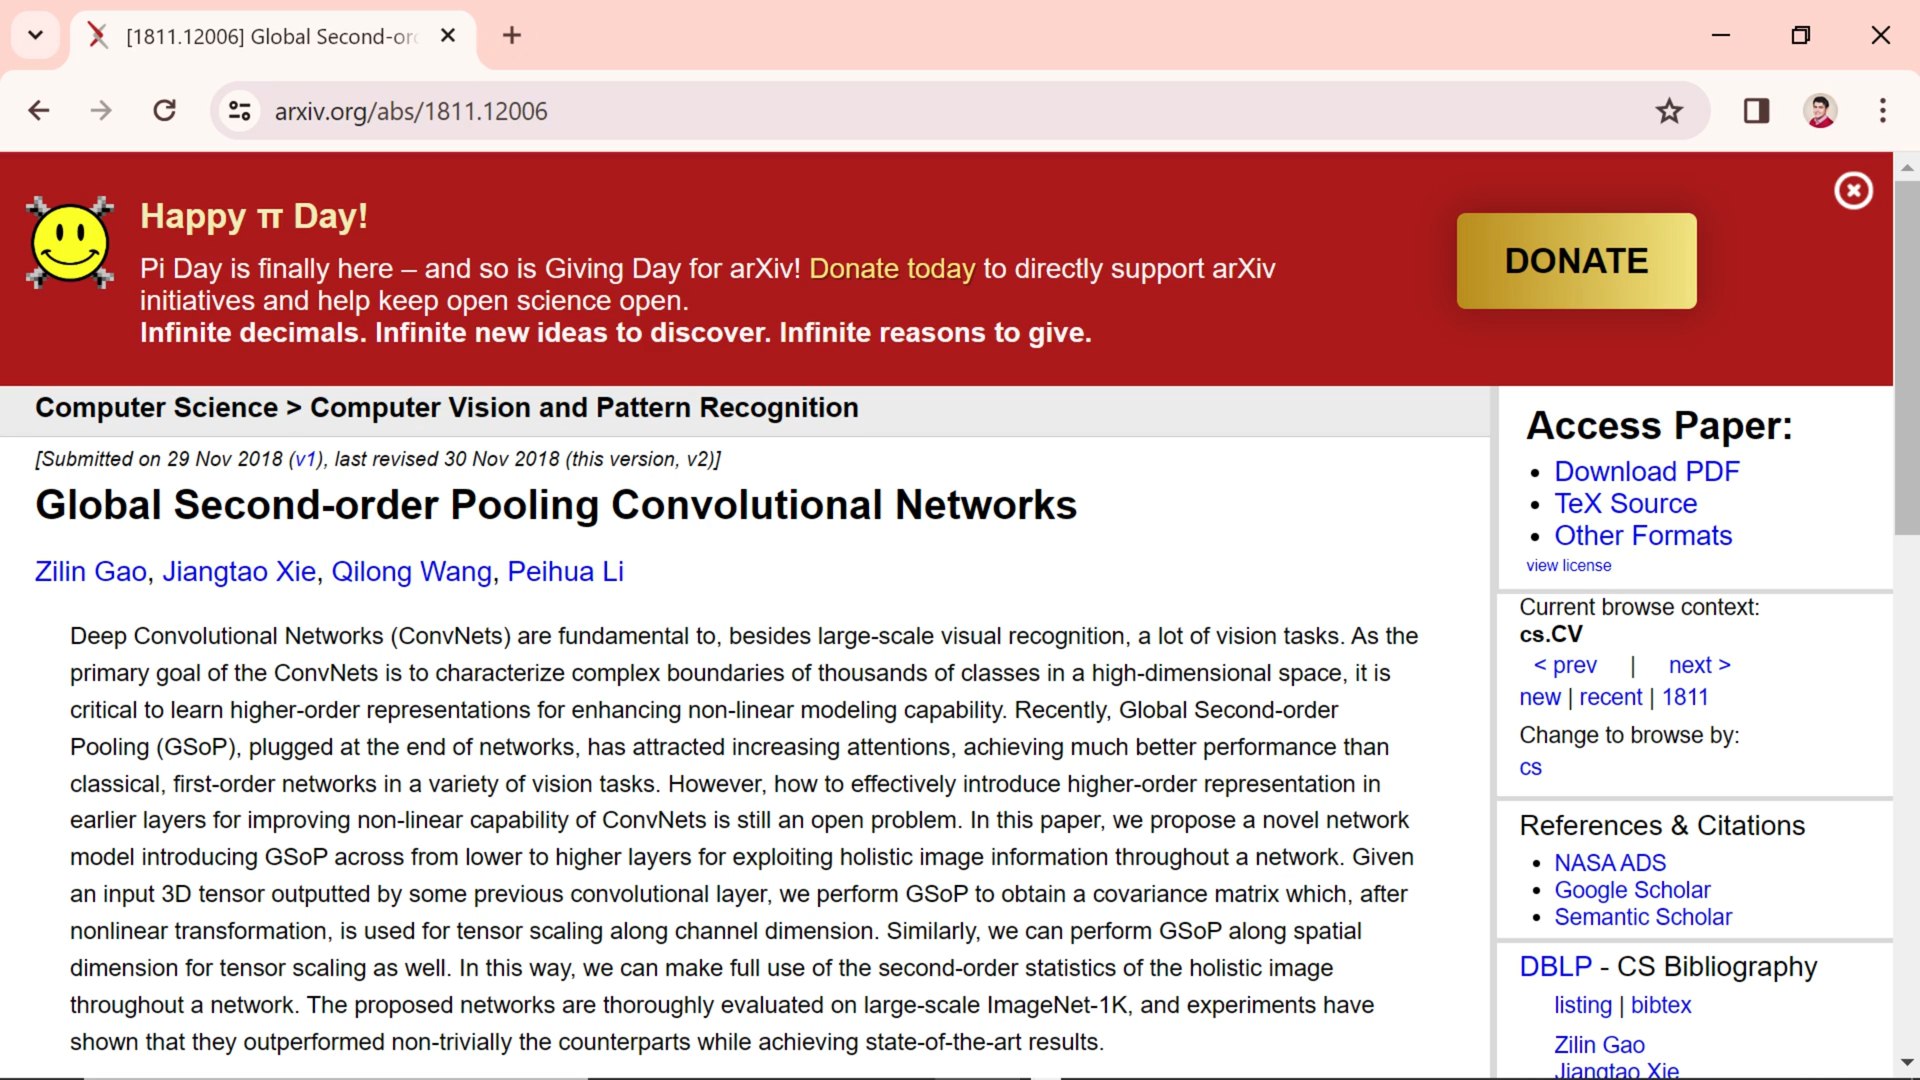 [1811.12006] Global Second-or
arxiv.org/abs/1811.12006
Happy π Day!
Pi Day is finally here – and so is Giving Day for arXiv! Donate today to directly support arXiv
initiatives and help keep open science open.
Infinite decimals. Infinite new ideas to discover. Infinite reasons to give.
DONATE
Computer Science > Computer Vision and Pattern Recognition
[Submitted on 29 Nov 2018 (v1), last revised 30 Nov 2018 (this version, v2)]
Global Second-order Pooling Convolutional Networks
Zilin Gao, Jiangtao Xie, Qilong Wang, Peihua Li
Deep Convolutional Networks (ConvNets) are fundamental to, besides large-scale visual recognition, a lot of vision tasks. As the
primary goal of the ConvNets is to characterize complex boundaries of thousands of classes in a high-dimensional space, it is
critical to learn higher-order representations for enhancing non-linear modeling capability. Recently, Global Second-order
Pooling (GSoP), plugged at the end of networks, has attracted increasing attentions, achieving much better performance than
classical, first-order networks in a variety of vision tasks. However, how to effectively introduce higher-order representation in
earlier layers for improving non-linear capability of ConvNets is still an open problem. In this paper, we propose a novel network
model introducing GSoP across from lower to higher layers for exploiting holistic image information throughout a network. Given
an input 3D tensor outputted by some previous convolutional layer, we perform GSoP to obtain a covariance matrix which, after
nonlinear transformation, is used for tensor scaling along channel dimension. Similarly, we can perform GSoP along spatial
dimension for tensor scaling as well. In this way, we can make full use of the second-order statistics of the holistic image
throughout a network. The proposed networks are thoroughly evaluated on large-scale ImageNet-1K, and experiments have
shown that they outperformed non-trivially the counterparts while achieving state-of-the-art results.
Access Paper:
Download PDF
TeX Source
Other Formats
view license
Current browse context:
cs.CV
< prev | next >
new | recent | 1811
Change to browse by:
cs
References & Citations
NASA ADS
Google Scholar
Semantic Scholar
DBLP - CS Bibliography
listing | bibtex
Zilin Gao
Jiangtao Xie